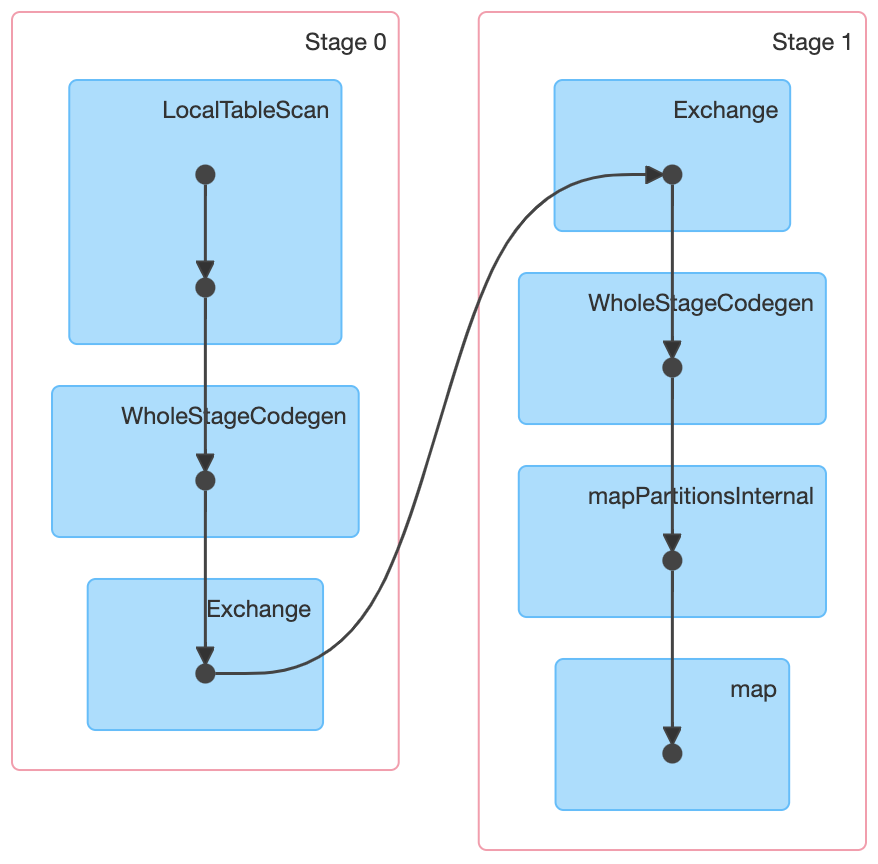 Stage 0
LocalTableScan
WholeStageCodegen
Exchange
Stage 1
Exchange
WholeStageCodegen
mapPartitionsInternal
map